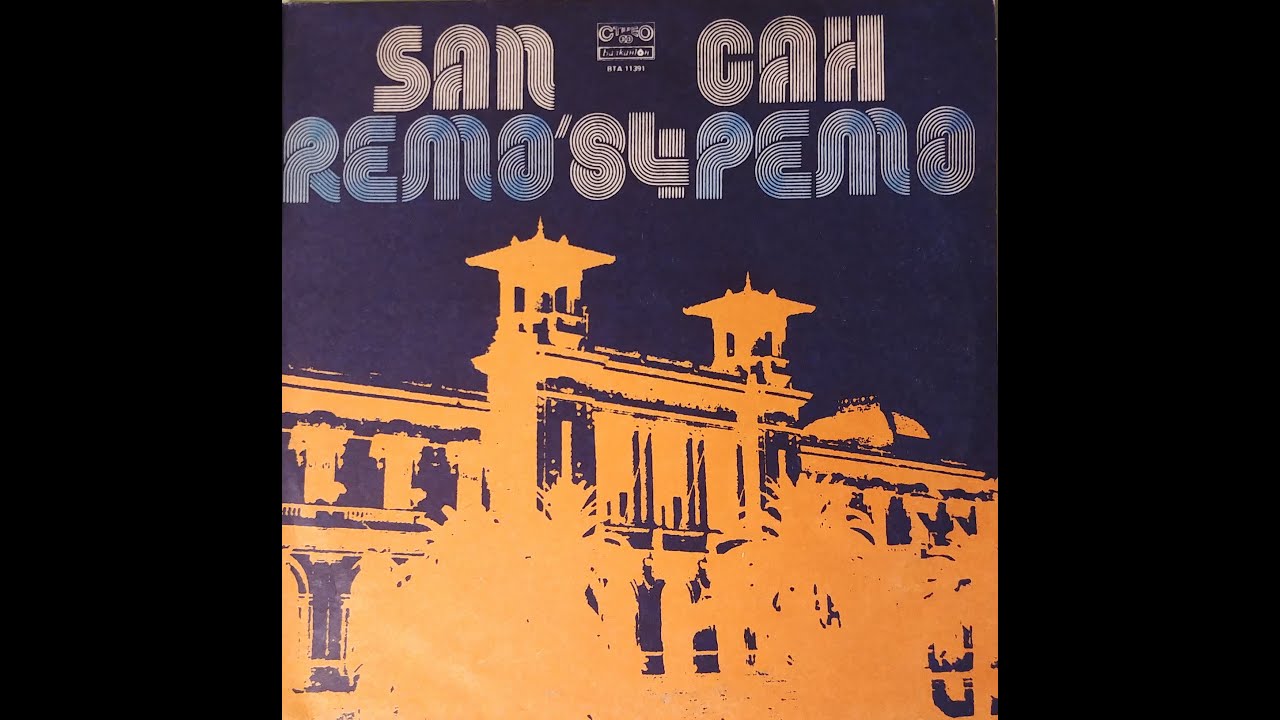 SAN САН
REMO'84 РЕМО
СТЕРЕО
balkanton
ВТА 11391